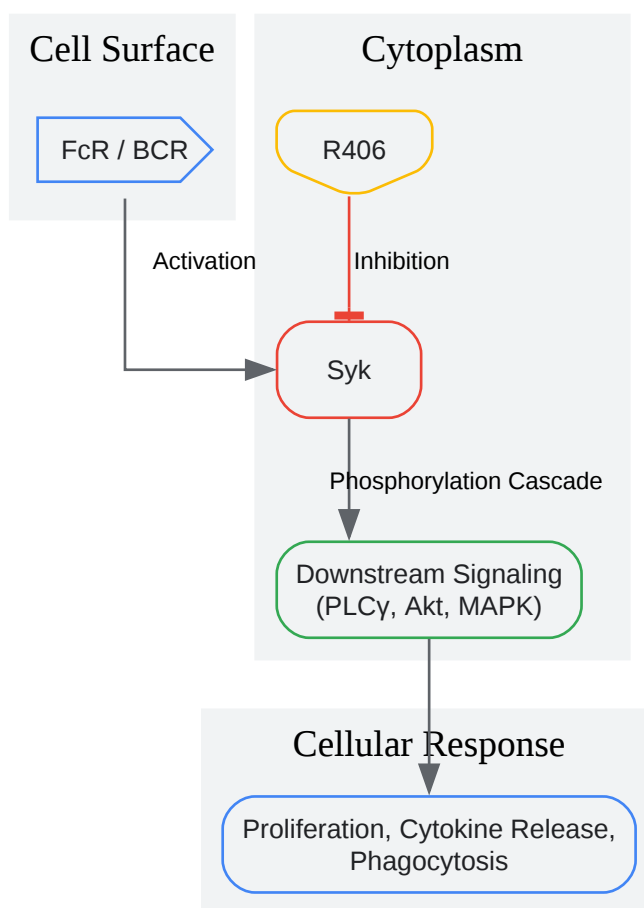 Cell Surface
Cytoplasm
FcR / BCR
R406
Activation
Inhibition
Syk
Phosphorylation Cascade
Downstream Signaling
(PLCγ, Akt, MAPK)
Cellular Response
Proliferation, Cytokine Release,
Phagocytosis